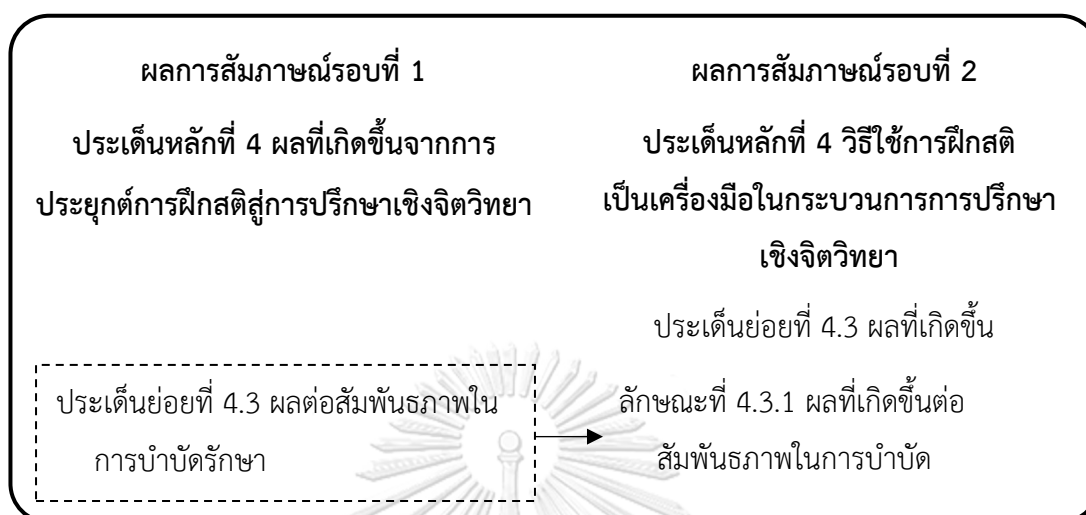 ผลการสัมภาษณ์รอบที่ 1
ประเด็นหลักที่ 4 ผลที่เกิดขึ้นจากการ
ประยุกต์การฝึกสติสู่การปรึกษาเชิงจิตวิทยา
ประเด็นย่อยที่ 4.3 ผลต่อสัมพันธภาพใน
การบำบัดรักษา
ผลการสัมภาษณ์รอบที่ 2
ประเด็นหลักที่ 4 วิธีใช้การฝึกสติ
เป็นเครื่องมือในกระบวนการการปรึกษา
เชิงจิตวิทยา
ประเด็นย่อยที่ 4.3 ผลที่เกิดขึ้น
ลักษณะที่ 4.3.1 ผลที่เกิดขึ้นต่อ
สัมพันธภาพในการบำบัด